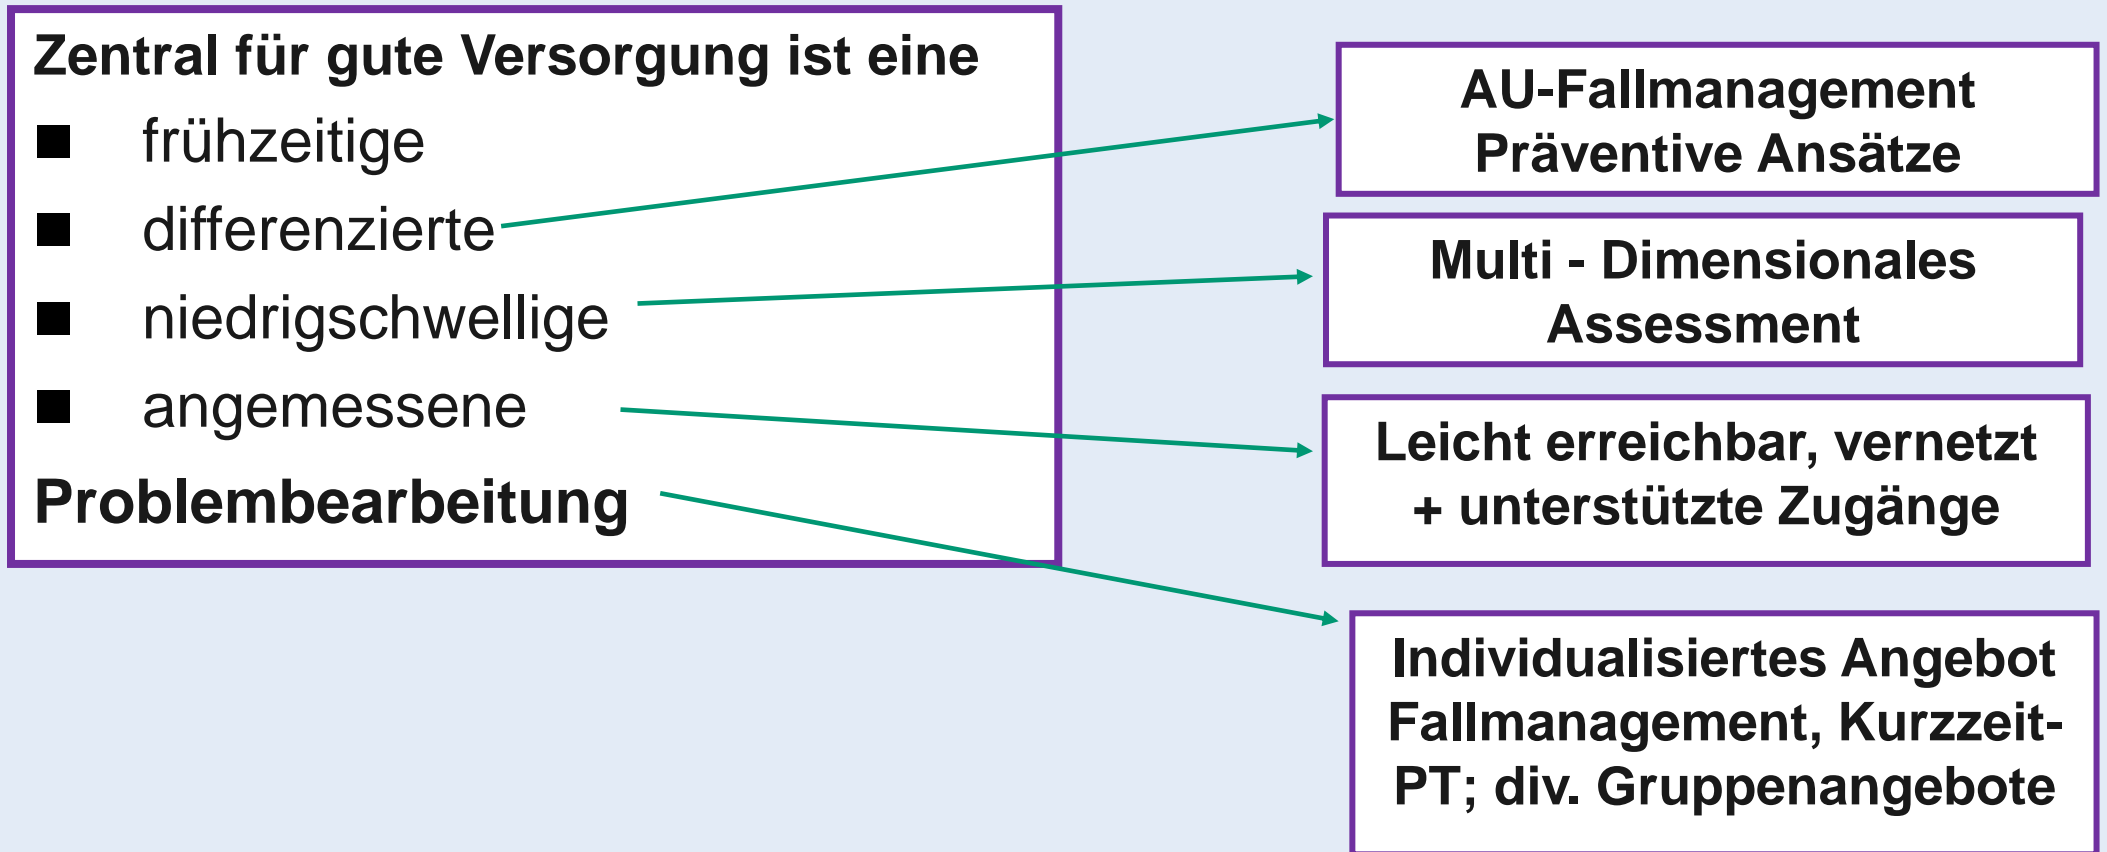 Zentral für gute Versorgung ist eine
frühzeitige
differenzierte
niedrigschwellige
angemessene
Problembearbeitung
AU-Fallmanagement
Präventive Ansätze
Multi - Dimensionales
Assessment
Leicht erreichbar, vernetzt
+ unterstützte Zugänge
Individualisiertes Angebot
Fallmanagement, Kurzzeit-
PT; div. Gruppenangebote